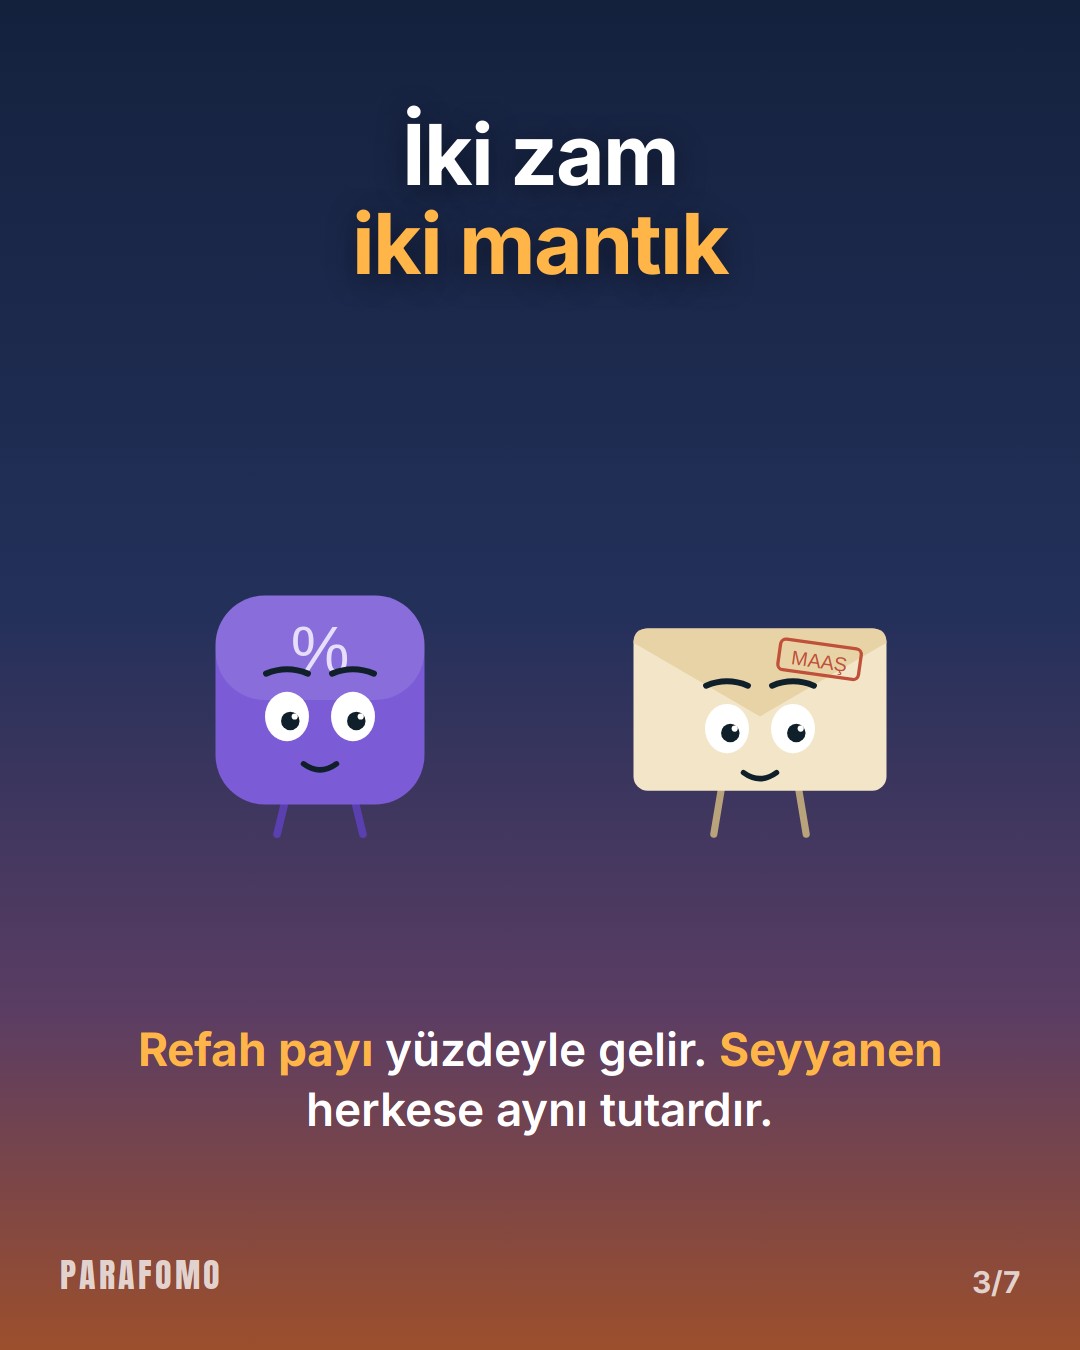 İki zam
iki mantık
%
MAAŞ
Refah payı yüzdeyle gelir. Seyyanen
herkese aynı tutardır.
PARAFOMO
3/7